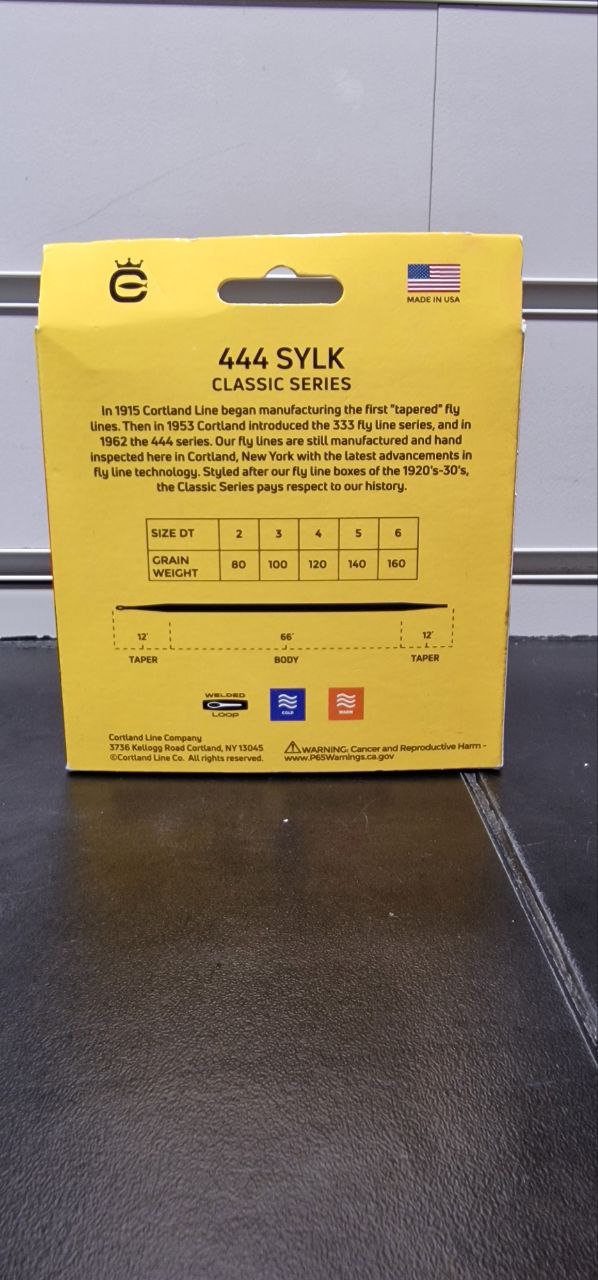 MADE IN USA
444 SYLK
CLASSIC SERIES
In 1915 Cortland Line began manufacturing the first "tapered" fly
lines. Then in 1953 Cortland introduced the 333 fly line series, and in
1962 the 444 series. Our fly lines are still manufactured and hand
inspected here in Cortland, New York with the latest advancements in
fly line technology. Styled after our fly line boxes of the 1920's-30's,
the Classic Series pays respect to our history.
SIZE DT 2 3 4 5 6
GRAIN
WEIGHT 80 100 120 140 160
12' 66' 12'
TAPER BODY TAPER
WELDED
LOOP
COLD WARM
Cortland Line Company
3736 Kellogg Road Cortland, NY 13045
©Cortland Line Co. All rights reserved.
WARNING: Cancer and Reproductive Harm -
www.P65Warnings.ca.gov